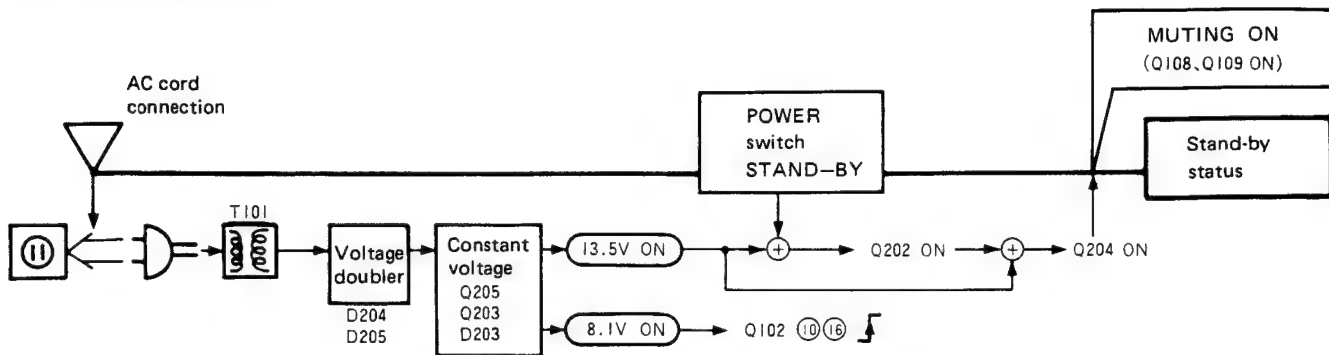 AC cord
connection
POWER
switch
STAND-BY
MUTING ON
(Q108、Q109 ON)
Stand-by
status
T101
Voltage
doubler
D204
D205
Constant
voltage
Q205
Q203
D203
13.5V ON
+
Q202 ON
+
Q204 ON
8.1V ON
Q102 ⑩⑯